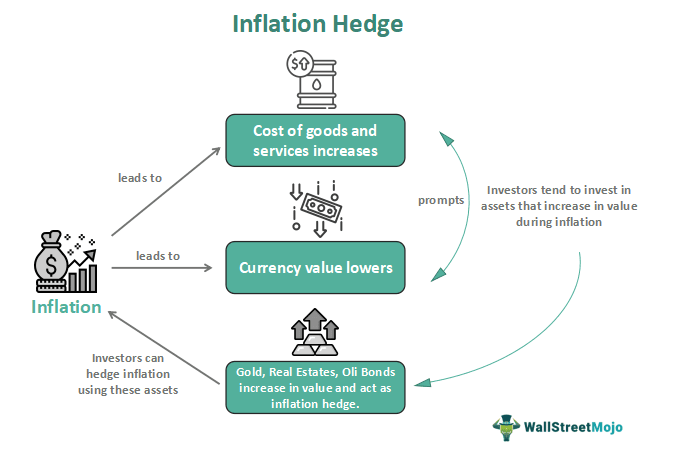 Inflation Hedge
$
Cost of goods and
services increases
leads to
prompts
Investors tend to invest in
assets that increase in value
during inflation
leads to
Currency value lowers
$
Inflation
Investors can
hedge inflation
using these assets
Gold, Real Estates, Oli Bonds
increase in value and act as
inflation hedge.
WallStreetMojo